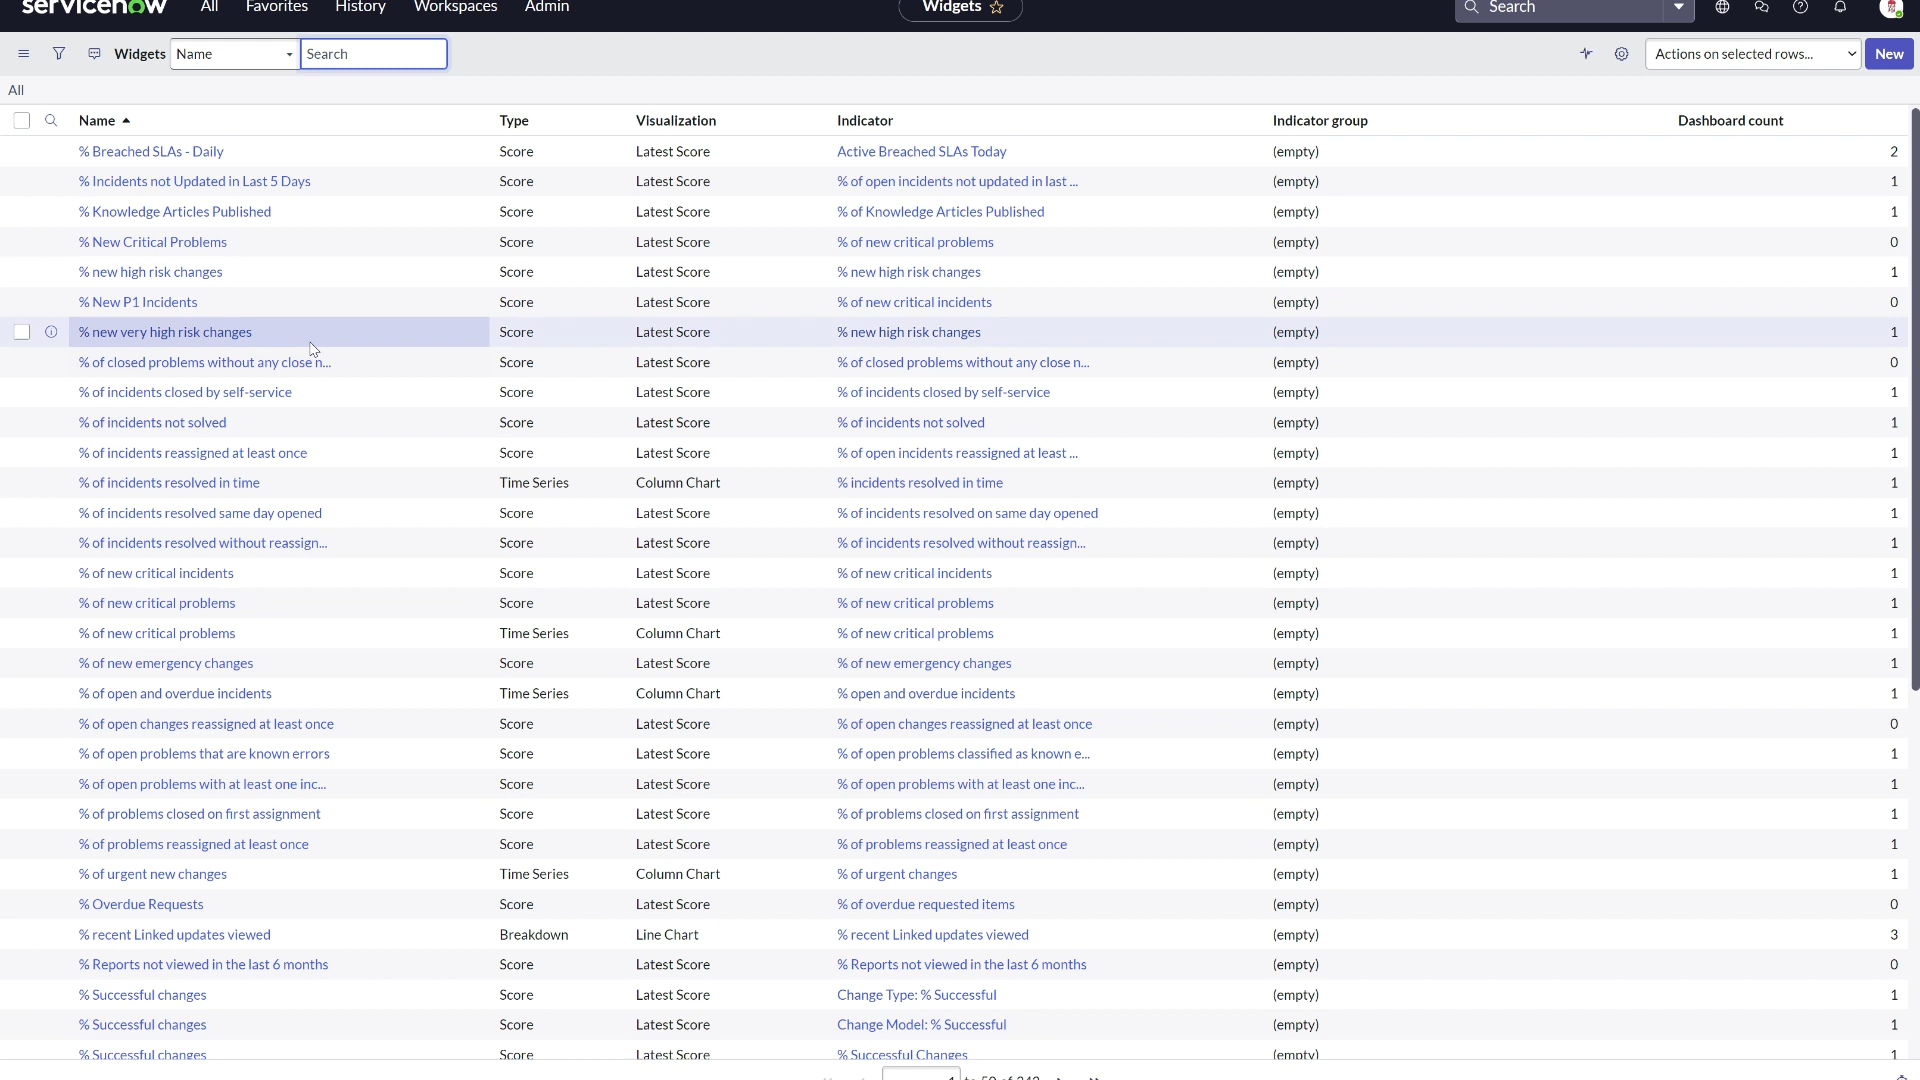 servicenow All Favorites History Workspaces Admin Widgets Search
Widgets Name Search Actions on selected rows... New
All
Name Type Visualization Indicator Indicator group Dashboard count
% Breached SLAs - Daily Score Latest Score Active Breached SLAs Today (empty) 2
% Incidents not Updated in Last 5 Days Score Latest Score % of open incidents not updated in last ... (empty) 1
% Knowledge Articles Published Score Latest Score % of Knowledge Articles Published (empty) 1
% New Critical Problems Score Latest Score % of new critical problems (empty) 0
% new high risk changes Score Latest Score % new high risk changes (empty) 1
% New P1 Incidents Score Latest Score % of new critical incidents (empty) 0
% new very high risk changes Score Latest Score % new high risk changes (empty) 1
% of closed problems without any close n... Score Latest Score % of closed problems without any close n... (empty) 0
% of incidents closed by self-service Score Latest Score % of incidents closed by self-service (empty) 1
% of incidents not solved Score Latest Score % of incidents not solved (empty) 1
% of incidents reassigned at least once Score Latest Score % of open incidents reassigned at least ... (empty) 1
% of incidents resolved in time Time Series Column Chart % incidents resolved in time (empty) 1
% of incidents resolved same day opened Score Latest Score % of incidents resolved on same day opened (empty) 1
% of incidents resolved without reassign... Score Latest Score % of incidents resolved without reassign... (empty) 1
% of new critical incidents Score Latest Score % of new critical incidents (empty) 1
% of new critical problems Score Latest Score % of new critical problems (empty) 1
% of new critical problems Time Series Column Chart % of new critical problems (empty) 1
% of new emergency changes Score Latest Score % of new emergency changes (empty) 1
% of open and overdue incidents Time Series Column Chart % open and overdue incidents (empty) 1
% of open changes reassigned at least once Score Latest Score % of open changes reassigned at least once (empty) 0
% of open problems that are known errors Score Latest Score % of open problems classified as known e... (empty) 1
% of open problems with at least one inc... Score Latest Score % of open problems with at least one inc... (empty) 1
% of problems closed on first assignment Score Latest Score % of problems closed on first assignment (empty) 1
% of problems reassigned at least once Score Latest Score % of problems reassigned at least once (empty) 1
% of urgent new changes Time Series Column Chart % of urgent changes (empty) 1
% Overdue Requests Score Latest Score % of overdue requested items (empty) 0
% recent Linked updates viewed Breakdown Line Chart % recent Linked updates viewed (empty) 3
% Reports not viewed in the last 6 months Score Latest Score % Reports not viewed in the last 6 months (empty) 0
% Successful changes Score Latest Score Change Type: % Successful (empty) 1
% Successful changes Score Latest Score Change Model: % Successful (empty) 1
% Successful changes Score Latest Score % Successful Changes (empty) 1
1 to 50 of